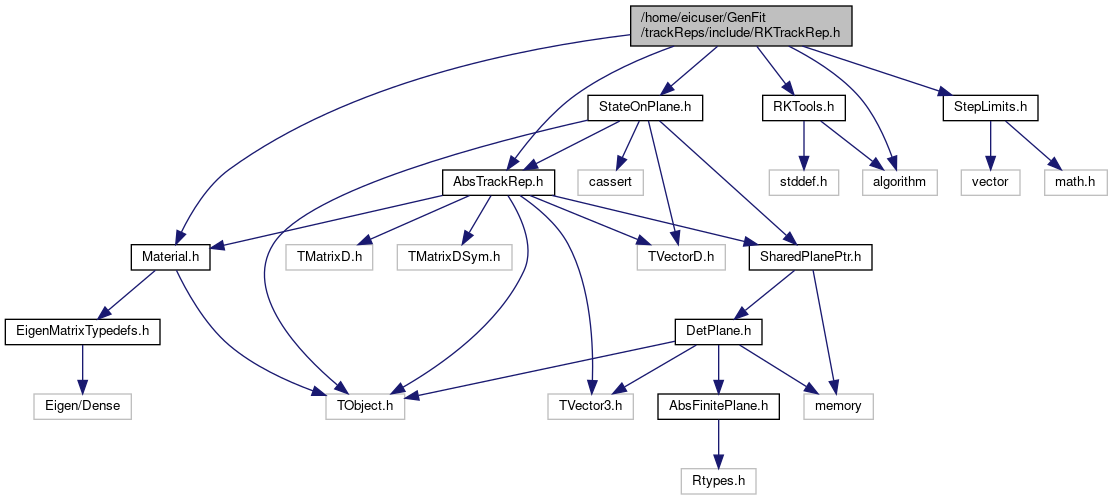 /home/eicuser/GenFit
/trackReps/include/RKTrackRep.h
StateOnPlane.h
RKTools.h
StepLimits.h
AbsTrackRep.h
cassert
stddef.h
algorithm
vector
math.h
Material.h
TMatrixD.h
TMatrixDSym.h
TVectorD.h
SharedPlanePtr.h
EigenMatrixTypedefs.h
DetPlane.h
Eigen/Dense
TObject.h
TVector3.h
AbsFinitePlane.h
memory
Rtypes.h